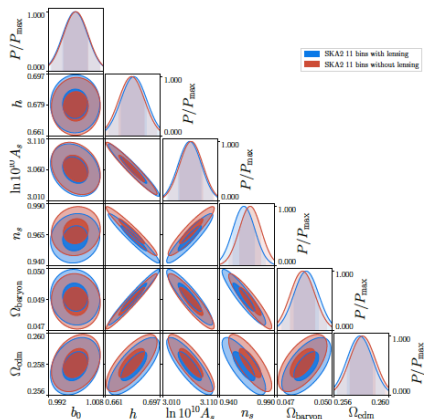 1.000
P/P_max
0.000
SKA2 11 bins with lensing
SKA2 11 bins without lensing
0.697
h
0.679
0.661
1.000
P/P_max
0.000
3.110
ln 10^10 A_s
3.060
3.010
1.000
P/P_max
0.000
0.990
n_s
0.965
0.940
1.000
P/P_max
0.000
0.050
Ω_baryon
0.049
0.047
1.000
P/P_max
0.000
0.260
Ω_cdm
0.258
0.256
1.000
P/P_max
0.000
0.992 1.008 0.661 0.697 3.010 3.110 0.940 0.990 0.047 0.050 0.256 0.260
b_0 h ln 10^10 A_s n_s Ω_baryon Ω_cdm